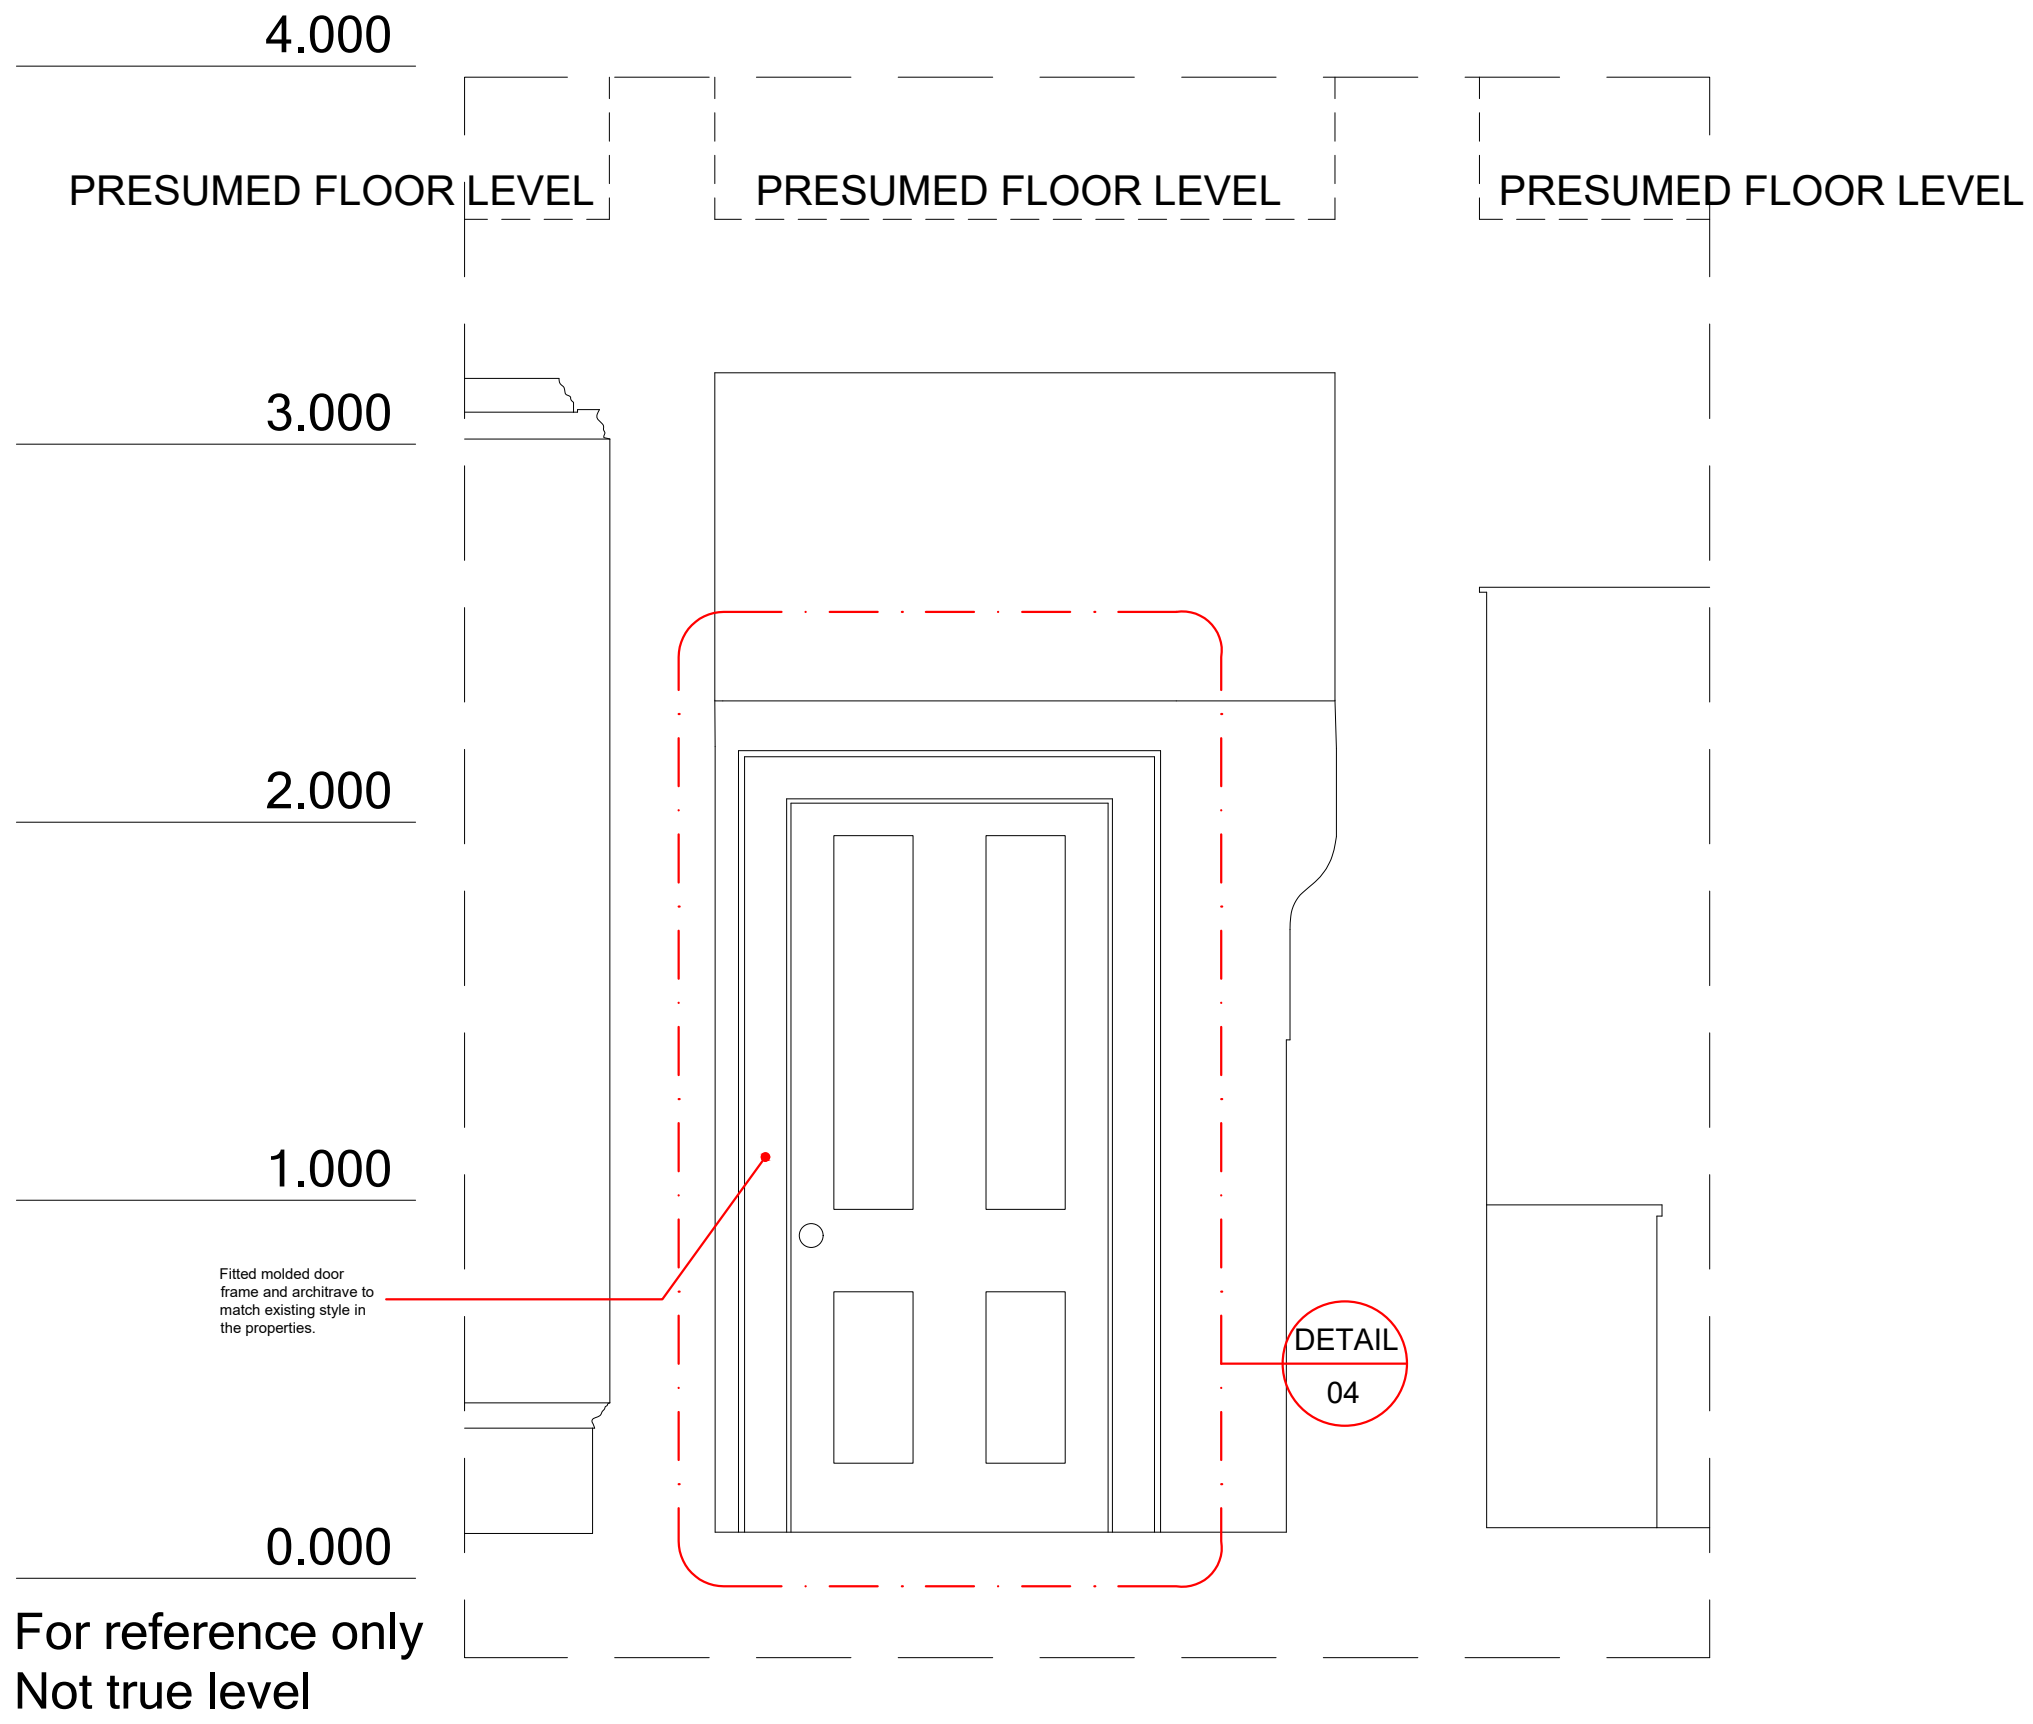 4.000
PRESUMED FLOOR LEVEL
PRESUMED FLOOR LEVEL
PRESUMED FLOOR LEVEL
3.000
2.000
1.000
Fitted molded door
frame and architrave to
match existing style in
the properties.
DETAIL
04
0.000
For reference only
Not true level